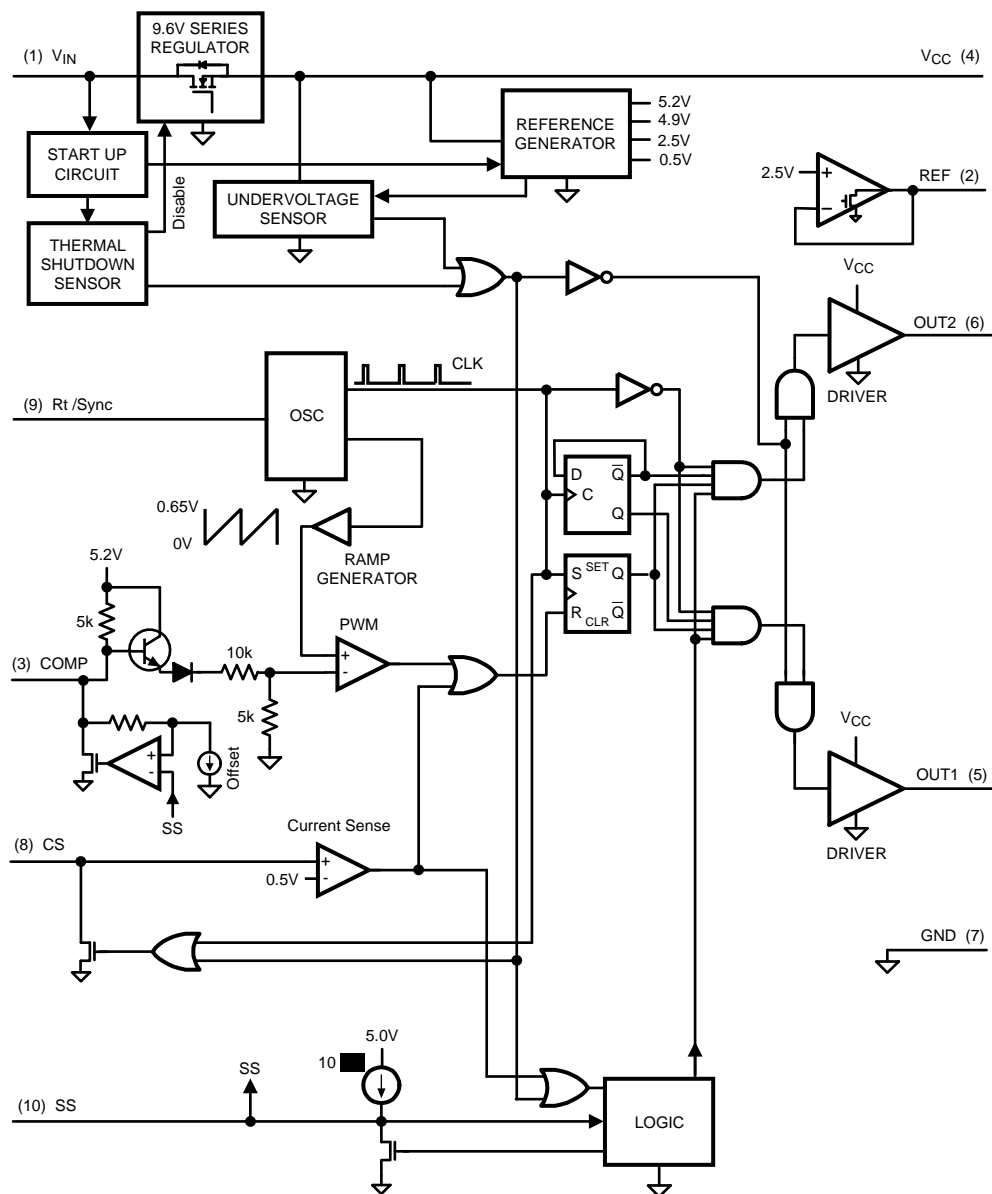 9.6V SERIES
REGULATOR
(1) VIN
VCC (4)
START UP
CIRCUIT
Disable
REFERENCE
GENERATOR
5.2V
4.9V
2.5V
0.5V
UNDERVOLTAGE
SENSOR
THERMAL
SHUTDOWN
SENSOR
2.5V
+
-
REF (2)
VCC
OUT2 (6)
DRIVER
OSC
CLK
(9) Rt /Sync
0.65V
0V
RAMP
GENERATOR
D
Q
C
Q
S
SET
Q
R
CLR
Q
5.2V
5k
(3) COMP
10k
5k
PWM
+
-
+
-
Offset
SS
VCC
OUT1 (5)
DRIVER
Current Sense
(8) CS
+
0.5V
-
GND (7)
5.0V
10
SS
(10) SS
LOGIC